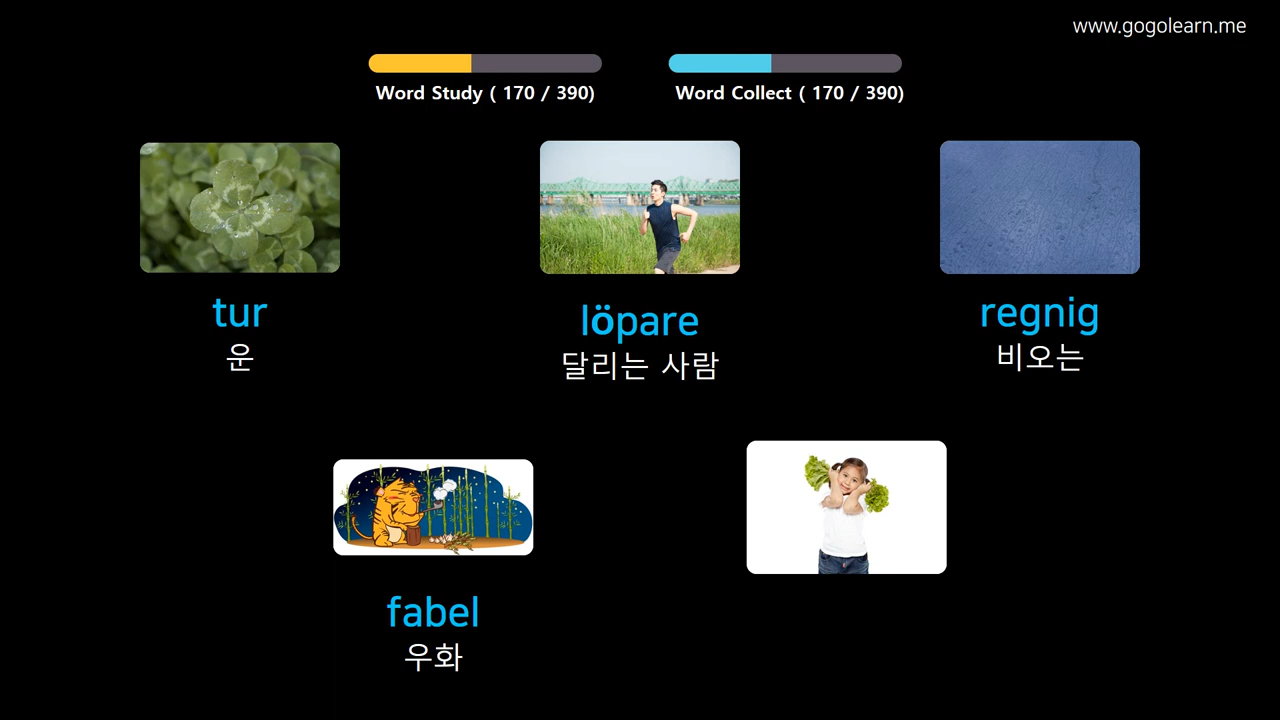 www.gogolearn.me
Word Study ( 170 / 390)
Word Collect ( 170 / 390)
tur
운
löpare
달리는 사람
regnig
비오는
fabel
우화